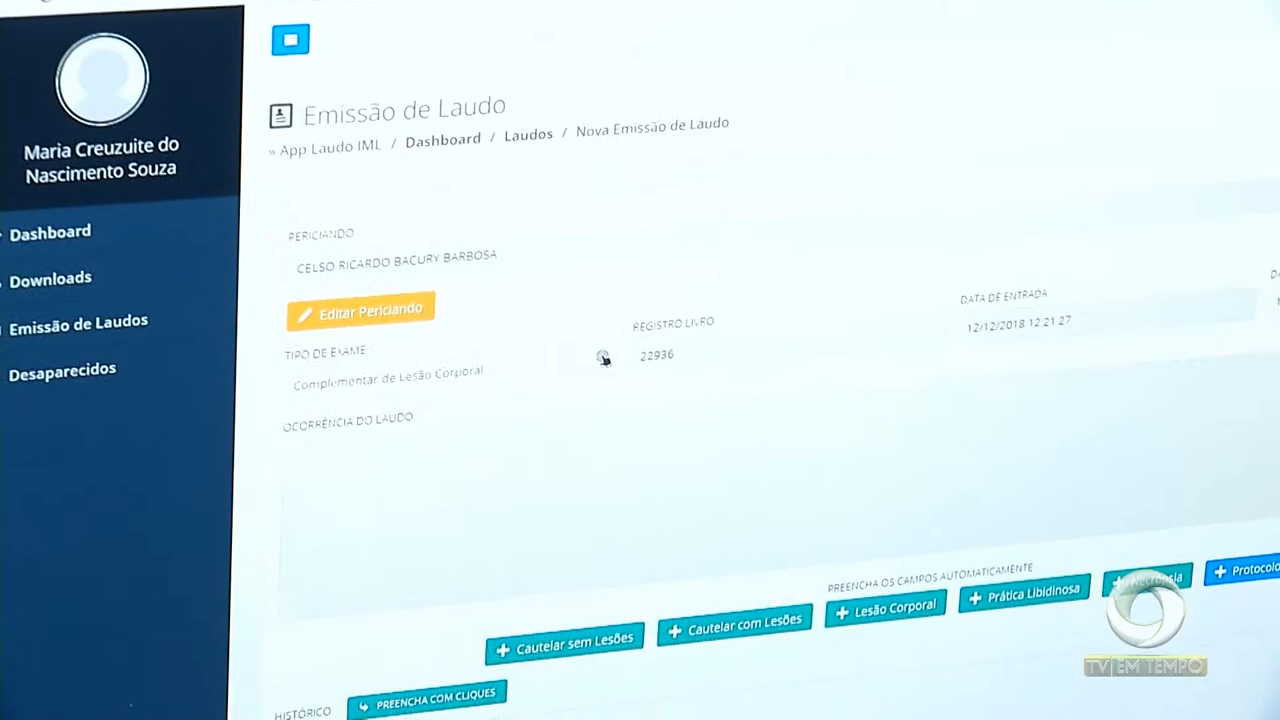 Maria Creuzuite do
Nascimento Souza
Dashboard
Downloads
Emissão de Laudos
Desaparecidos
Emissão de Laudo
» App Laudo IML / Dashboard / Laudos / Nova Emissão de Laudo
PERICIANDO
CELSO RICARDO BACURY BARBOSA
Editar Periciando
TIPO DE EXAME
Complementar de Lesão Corporal
REGISTRO LIVRO
22936
DATA DE ENTRADA
12/12/2018 12:21:27
OCORRÊNCIA DO LAUDO
PREENCHA OS CAMPOS AUTOMATICAMENTE
+ Cautelar sem Lesões
+ Cautelar com Lesões
+ Lesão Corporal
+ Prática Libidinosa
+ Necropsia
+ Protocolo
HISTÓRICO
PREENCHA COM CLIQUES
TV EM TEMPO